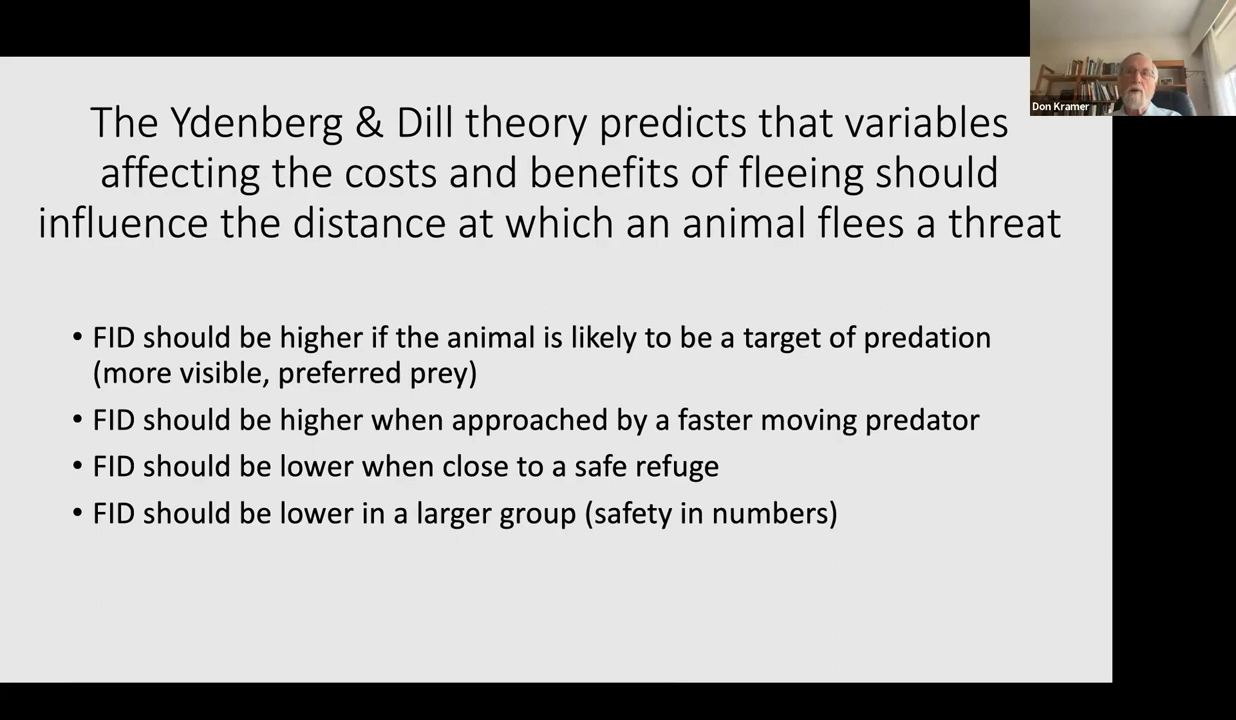 The Ydenberg & Dill theory predicts that variables
affecting the costs and benefits of fleeing should
influence the distance at which an animal flees a threat
Don Kramer
• FID should be higher if the animal is likely to be a target of predation
(more visible, preferred prey)
• FID should be higher when approached by a faster moving predator
• FID should be lower when close to a safe refuge
• FID should be lower in a larger group (safety in numbers)